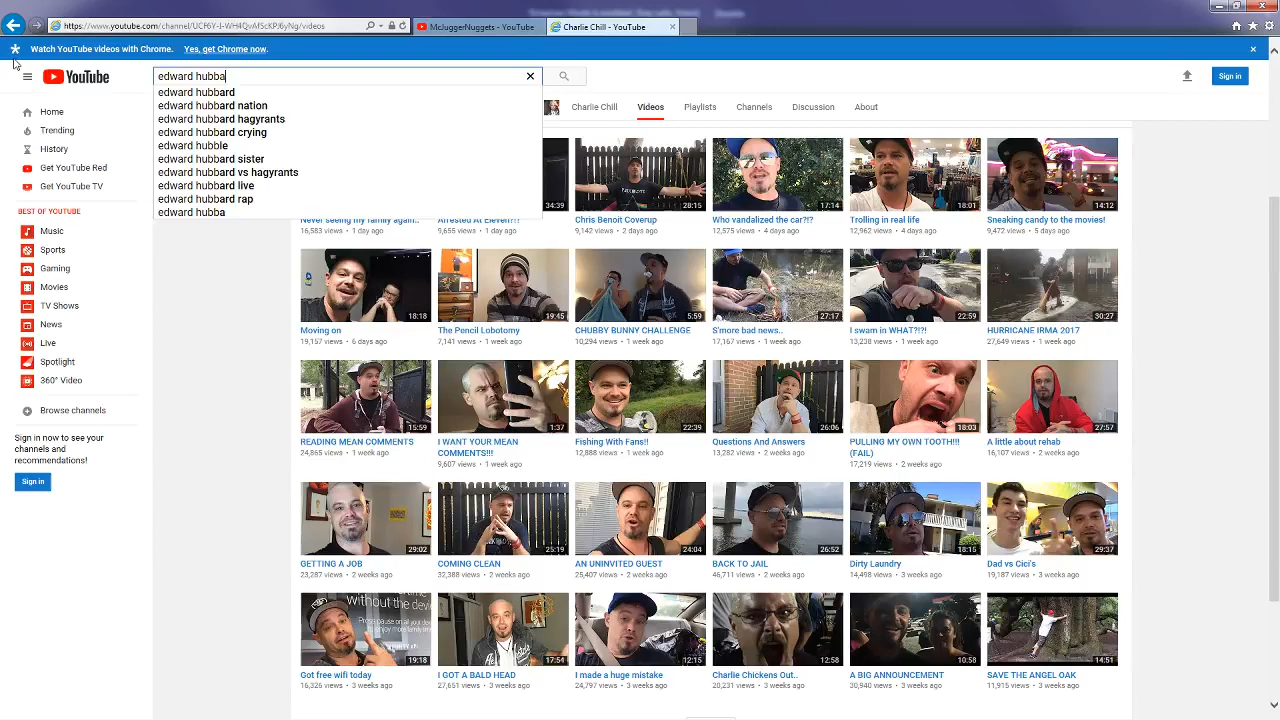 https://www.youtube.com/channel/UCF6Y-I-WH4QvAfScKPJ6yNg/videos
McJuggerNuggets - YouTube
Charlie Chill - YouTube
Watch YouTube videos with Chrome. Yes, get Chrome now.
YouTube
edward hubba
Sign in
edward hubbard
edward hubbard nation
edward hubbard hagyrants
edward hubbard crying
edward hubble
edward hubbard sister
edward hubbard vs hagyrants
edward hubbard live
edward hubbard rap
edward hubba
Charlie Chill
Videos
Playlists
Channels
Discussion
About
Home
Trending
History
Get YouTube Red
Get YouTube TV
BEST OF YOUTUBE
Music
Sports
Gaming
Movies
TV Shows
News
Live
Spotlight
360° Video
Browse channels
Sign in now to see your
channels and
recommendations!
Sign in
34:39
28:15
17:14
18:01
14:12
Never seeing my family again..
16,583 views • 1 day ago
Arrested At Eleven?!?
9,655 views • 1 day ago
Chris Benoit Coverup
9,142 views • 2 days ago
Who vandalized the car?!?
12,575 views • 4 days ago
Trolling in real life
12,962 views • 4 days ago
Sneaking candy to the movies!
9,472 views • 5 days ago
18:18
19:45
5:59
27:17
22:59
30:27
Moving on
19,157 views • 6 days ago
The Pencil Lobotomy
7,141 views • 1 week ago
CHUBBY BUNNY CHALLENGE
10,294 views • 1 week ago
S'more bad news..
17,167 views • 1 week ago
I swam in WHAT?!?!
13,238 views • 1 week ago
HURRICANE IRMA 2017
27,649 views • 1 week ago
15:59
1:37
22:39
26:06
18:03
27:57
READING MEAN COMMENTS
24,865 views • 1 week ago
I WANT YOUR MEAN
COMMENTS!!!
9,607 views • 1 week ago
Fishing With Fans!!
12,888 views • 1 week ago
Questions And Answers
13,282 views • 2 weeks ago
PULLING MY OWN TOOTH!!!
(FAIL)
17,219 views • 2 weeks ago
A little about rehab
16,107 views • 2 weeks ago
29:02
25:19
24:04
26:52
18:15
29:37
GETTING A JOB
23,287 views • 2 weeks ago
COMING CLEAN
32,388 views • 2 weeks ago
AN UNINVITED GUEST
25,407 views • 2 weeks ago
BACK TO JAIL
46,711 views • 2 weeks ago
Dirty Laundry
14,498 views • 3 weeks ago
Dad vs Cici's
19,187 views • 3 weeks ago
Without the devi
19:18
17:54
12:15
12:58
10:58
14:51
Got free wifi today
16,326 views • 3 weeks ago
I GOT A BALD HEAD
27,651 views • 3 weeks ago
I made a huge mistake
24,797 views • 3 weeks ago
Charlie Chickens Out..
20,231 views • 3 weeks ago
A BIG ANNOUNCEMENT
30,940 views • 3 weeks ago
SAVE THE ANGEL OAK
11,915 views • 3 weeks ago